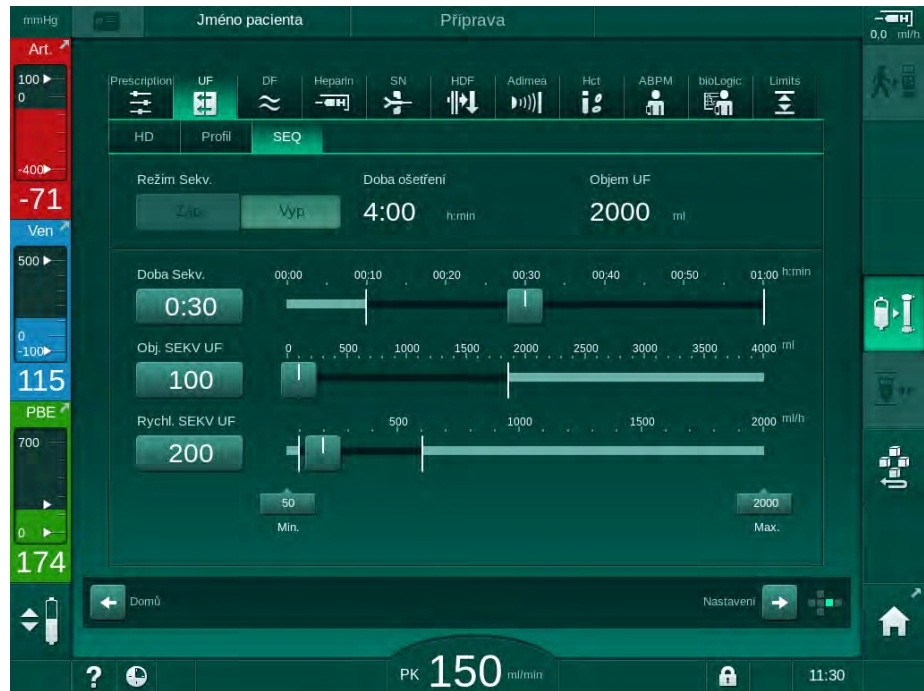 mmHg Jméno pacienta Příprava 0,0 ml/h
Art.
100
0
-400
-71
Ven
500
0
-100
115
PBE
700
0
174
Prescription UF DF Heparin SN HDF Adimea Hct ABPM bioLogic Limits
HD Profil SEQ
Režim Sekv. Doba ošetření Objem UF
Zap. Vyp 4:00 h:min 2000 ml
Doba Sekv. 00:00 00:10 00:20 00:30 00:40 00:50 01:00 h:min
0:30
Obj. SEKV UF 0 500 1000 1500 2000 2500 3000 3500 4000 ml
100
Rychl. SEKV UF 500 1000 1500 2000 ml/h
200
50 2000
Min. Max.
Domů Nastavení
? PK 150 ml/min 11:30